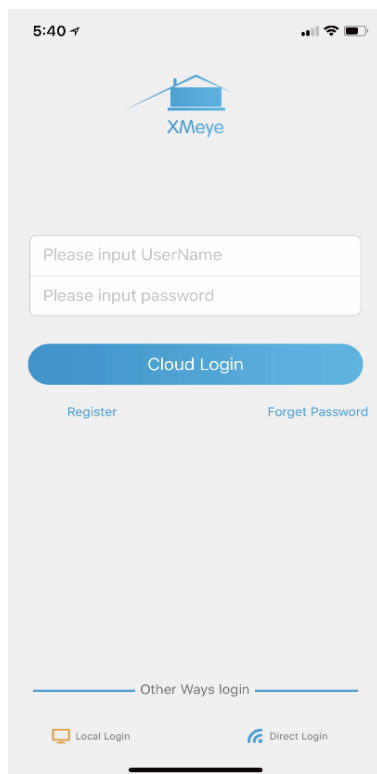 5:40
XMeye
Please input UserName
Please input password
Cloud Login
Register Forget Password
Other Ways login
Local Login Direct Login